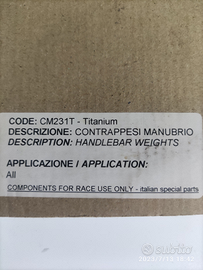 CODE: CM231T - Titanium
DESCRIZIONE: CONTRAPPESI MANUBRIO
DESCRIPTION: HANDLEBAR WEIGHTS
APPLICAZIONE / APPLICATION:
All
COMPONENTS FOR RACE USE ONLY - italian special parts